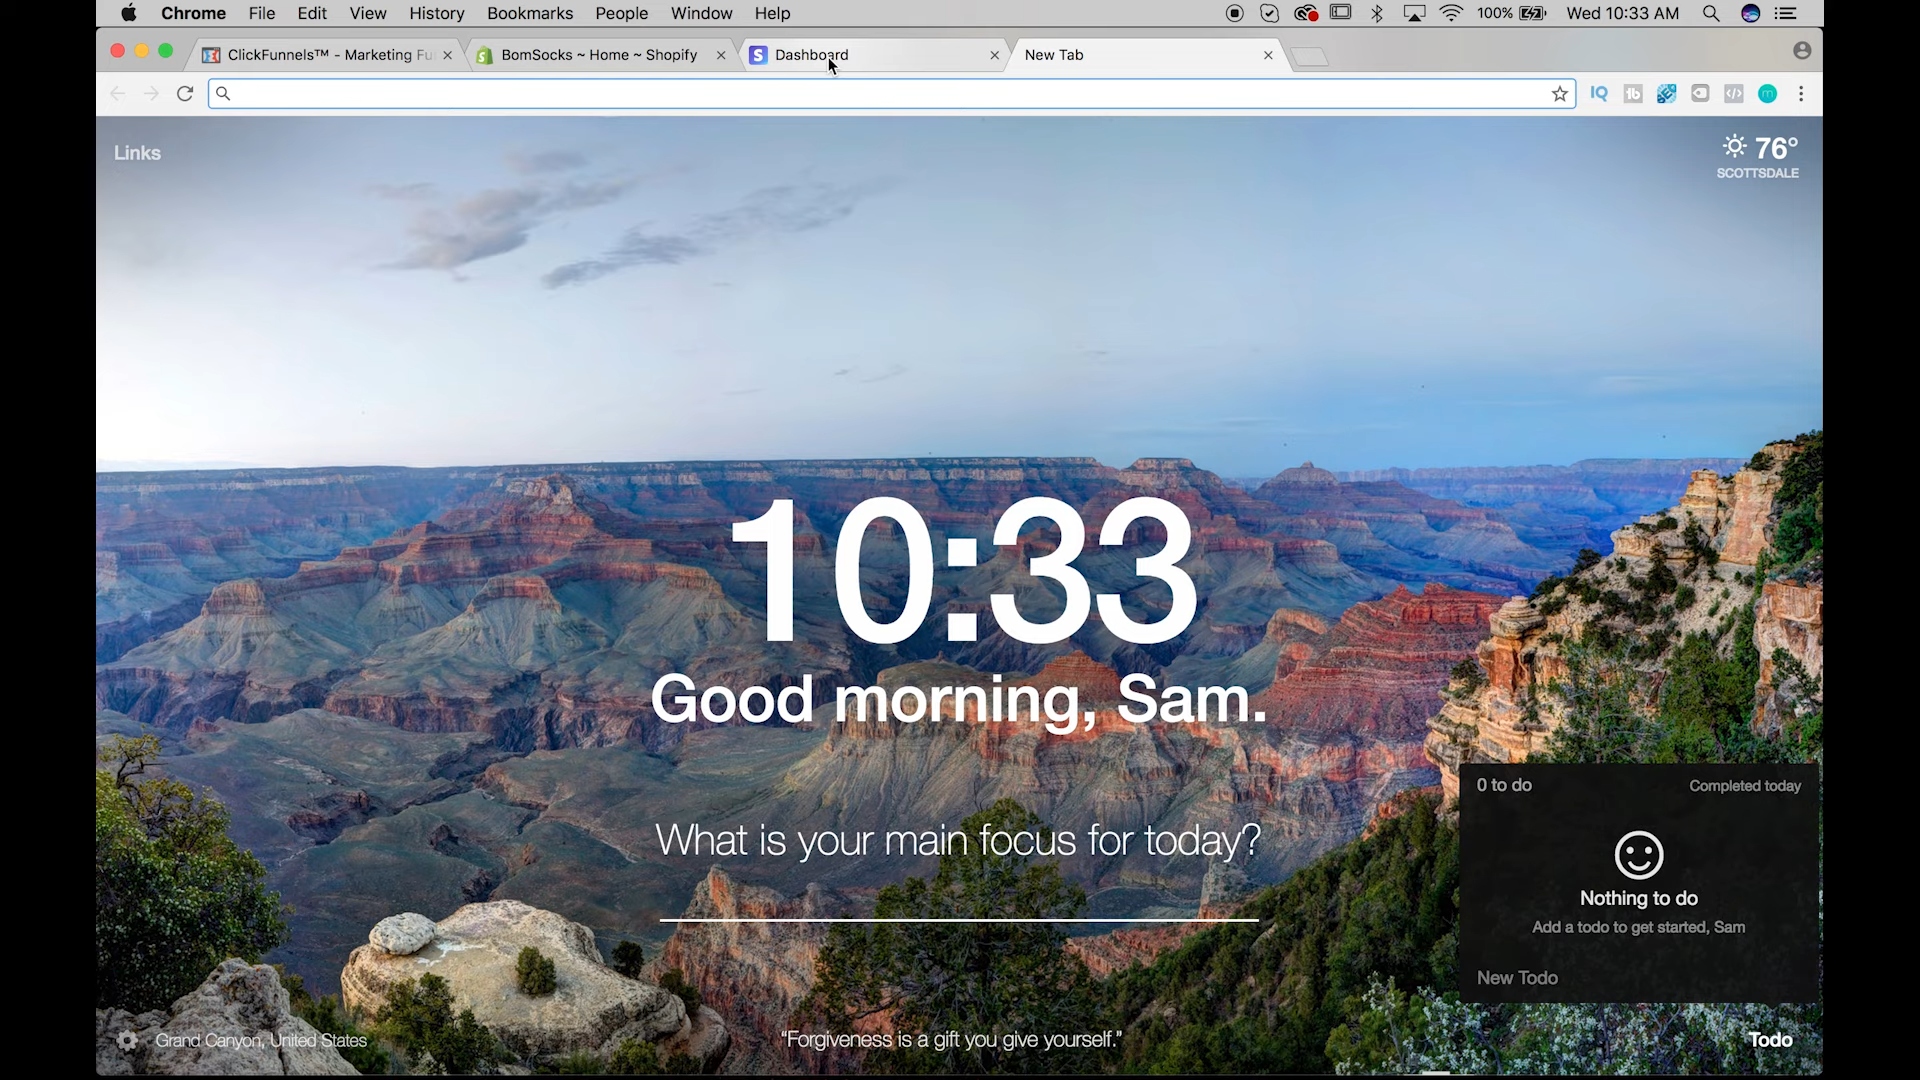 Chrome File Edit View History Bookmarks People Window Help 100% Wed 10:33 AM
ClickFunnels™ - Marketing Fu BomSocks ~ Home ~ Shopify S Dashboard New Tab
IQ tb m
Links
76°
SCOTTSDALE
10:33
Good morning, Sam.
What is your main focus for today?
0 to do Completed today
Nothing to do
Add a todo to get started, Sam
New Todo
Grand Canyon, United States “Forgiveness is a gift you give yourself.” Todo